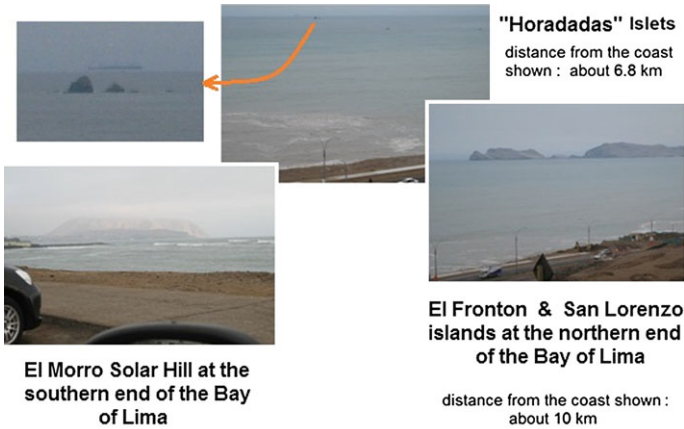 "Horadadas" Islets
distance from the coast
shown : about 6.8 km
El Fronton & San Lorenzo
islands at the northern end
of the Bay of Lima
El Morro Solar Hill at the
southern end of the Bay
of Lima
distance from the coast shown :
about 10 km